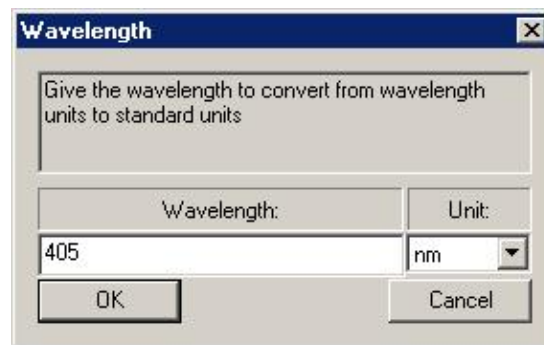 Wavelength
Give the wavelength to convert from wavelength
units to standard units
Wavelength: Unit:
405 nm
OK Cancel